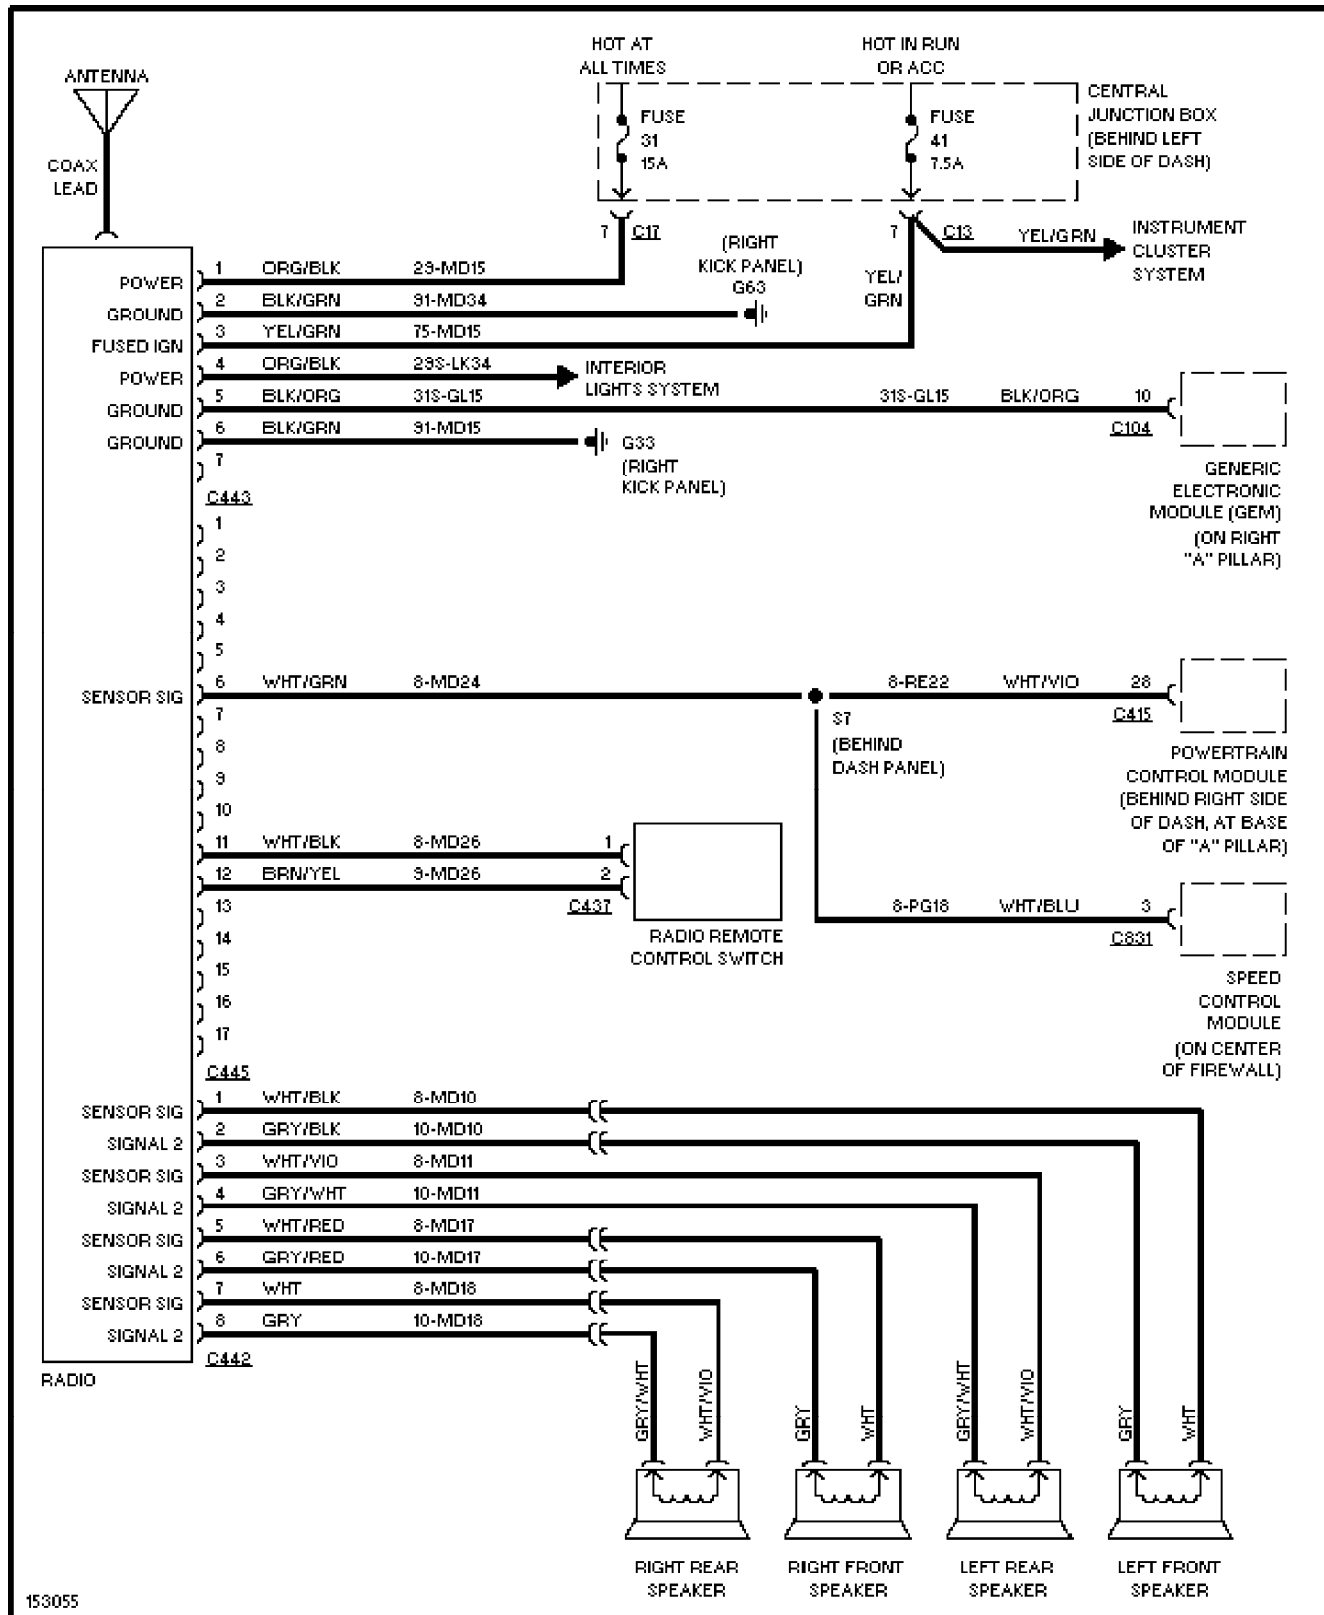 HOT AT
ALL TIMES
HOT IN RUN
OR ACC
ANTENNA
COAX
LEAD
FUSE
31
15A
FUSE
41
7.5A
CENTRAL
JUNCTION BOX
(BEHIND LEFT
SIDE OF DASH)
7 C17
7 C13
YEL/GRN
INSTRUMENT
CLUSTER
SYSTEM
(RIGHT
KICK PANEL)
G63
YEL/
GRN
POWER 1 ORG/BLK 29-MD15
GROUND 2 BLK/GRN 91-MD34
FUSED IGN 3 YEL/GRN 75-MD15
POWER 4 ORG/BLK 29S-LK34
INTERIOR
LIGHTS SYSTEM
GROUND 5 BLK/ORG 31S-GL15 31S-GL15 BLK/ORG 10
C104
GROUND 6 BLK/GRN 91-MD15
G33
(RIGHT
KICK PANEL)
7
C443
GENERIC
ELECTRONIC
MODULE (GEM)
(ON RIGHT
"A" PILLAR)
1
2
3
4
5
SENSOR SIG 6 WHT/GRN 8-MD24 8-RE22 WHT/VIO 28
C415
S7
(BEHIND
DASH PANEL)
POWERTRAIN
CONTROL MODULE
(BEHIND RIGHT SIDE
OF DASH, AT BASE
OF "A" PILLAR)
7
8
9
10
11 WHT/BLK 8-MD26 1
12 BRN/YEL 9-MD26 2
C437
RADIO REMOTE
CONTROL SWITCH
8-PG18 WHT/BLU 3
C831
SPEED
CONTROL
MODULE
(ON CENTER
OF FIREWALL)
13
14
15
16
17
C445
SENSOR SIG 1 WHT/BLK 8-MD10
SIGNAL 2 2 GRY/BLK 10-MD10
SENSOR SIG 3 WHT/VIO 8-MD11
SIGNAL 2 4 GRY/WHT 10-MD11
SENSOR SIG 5 WHT/RED 8-MD17
SIGNAL 2 6 GRY/RED 10-MD17
SENSOR SIG 7 WHT 8-MD18
SIGNAL 2 8 GRY 10-MD18
C442
RADIO
GRY/WHT
WHT/VIO
GRY
WHT
GRY/WHT
WHT/VIO
GRY
WHT
RIGHT REAR
SPEAKER
RIGHT FRONT
SPEAKER
LEFT REAR
SPEAKER
LEFT FRONT
SPEAKER
153055